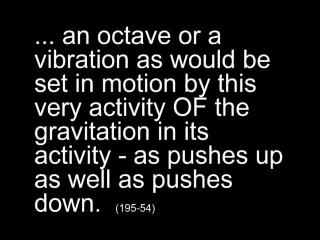 ... an octave or a
vibration as would be
set in motion by this
very activity OF the
gravitation in its
activity - as pushes up
as well as pushes
down. (195-54)